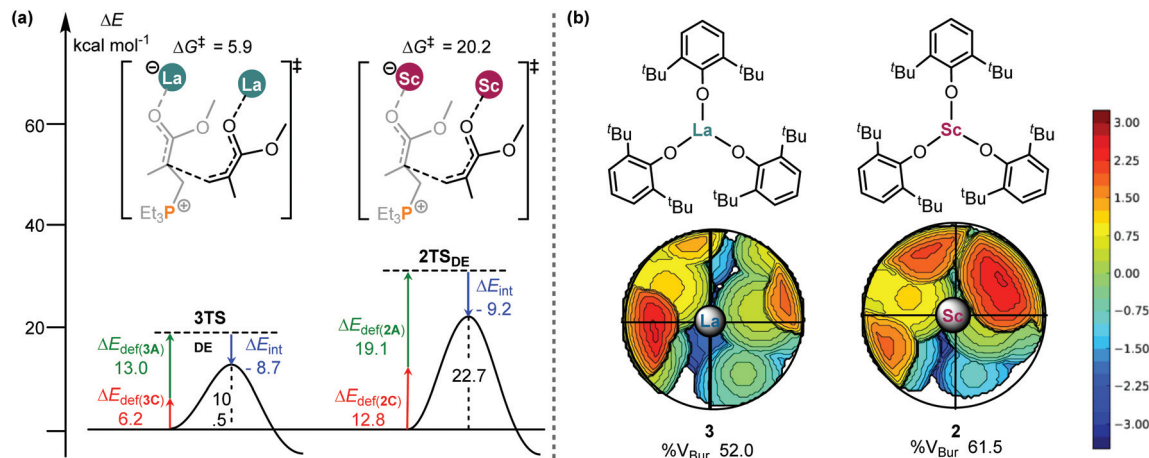 (a)
ΔE
kcal mol⁻¹
60
40
20
ΔG‡ = 5.9
⊖
La
La
‡
O
O
O
O
Et₃P⊕
ΔG‡ = 20.2
⊖
Sc
Sc
‡
O
O
O
O
Et₃P⊕
3TS
DE
ΔE_def(3A)
13.0
ΔE_def(3C)
6.2
ΔE_int
- 8.7
10
.5
2TS_DE
ΔE_def(2A)
19.1
ΔE_def(2C)
12.8
ΔE_int
- 9.2
22.7
(b)
ᵗBu
ᵗBu
O
La
O
O
ᵗBu
ᵗBu
ᵗBu
ᵗBu
ᵗBu
ᵗBu
O
Sc
O
O
ᵗBu
ᵗBu
ᵗBu
ᵗBu
La
3
%V_Bur 52.0
Sc
2
%V_Bur 61.5
3.00
2.25
1.50
0.75
0.00
-0.75
-1.50
-2.25
-3.00